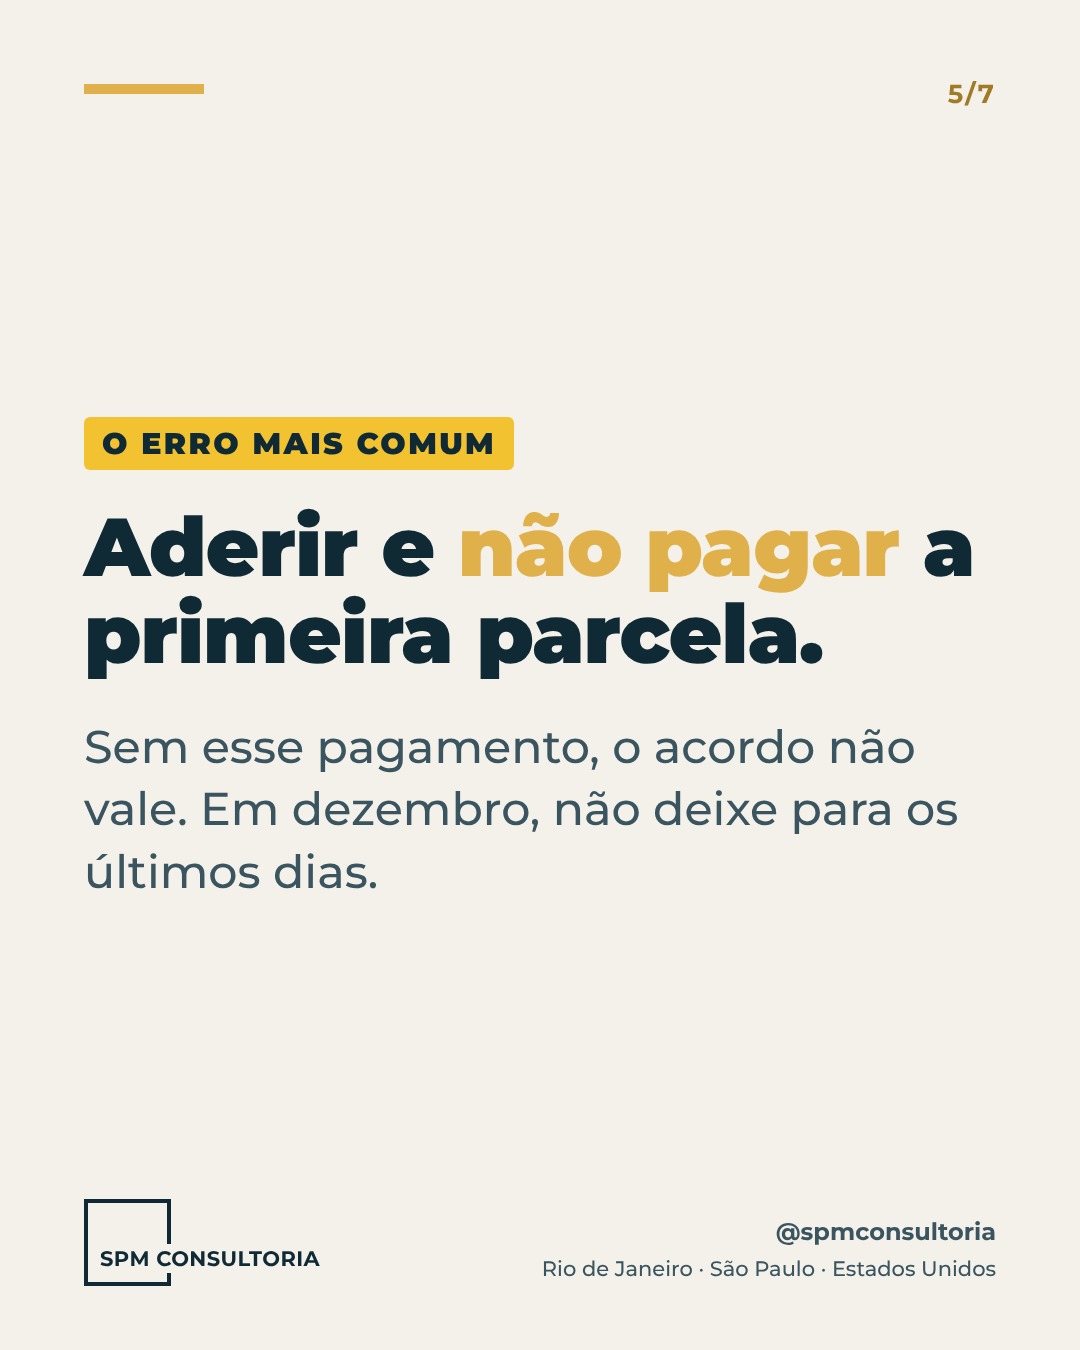 5/7
O ERRO MAIS COMUM
Aderir e não pagar a
primeira parcela.
Sem esse pagamento, o acordo não
vale. Em dezembro, não deixe para os
últimos dias.
SPM CONSULTORIA
@spmconsultoria
Rio de Janeiro · São Paulo · Estados Unidos